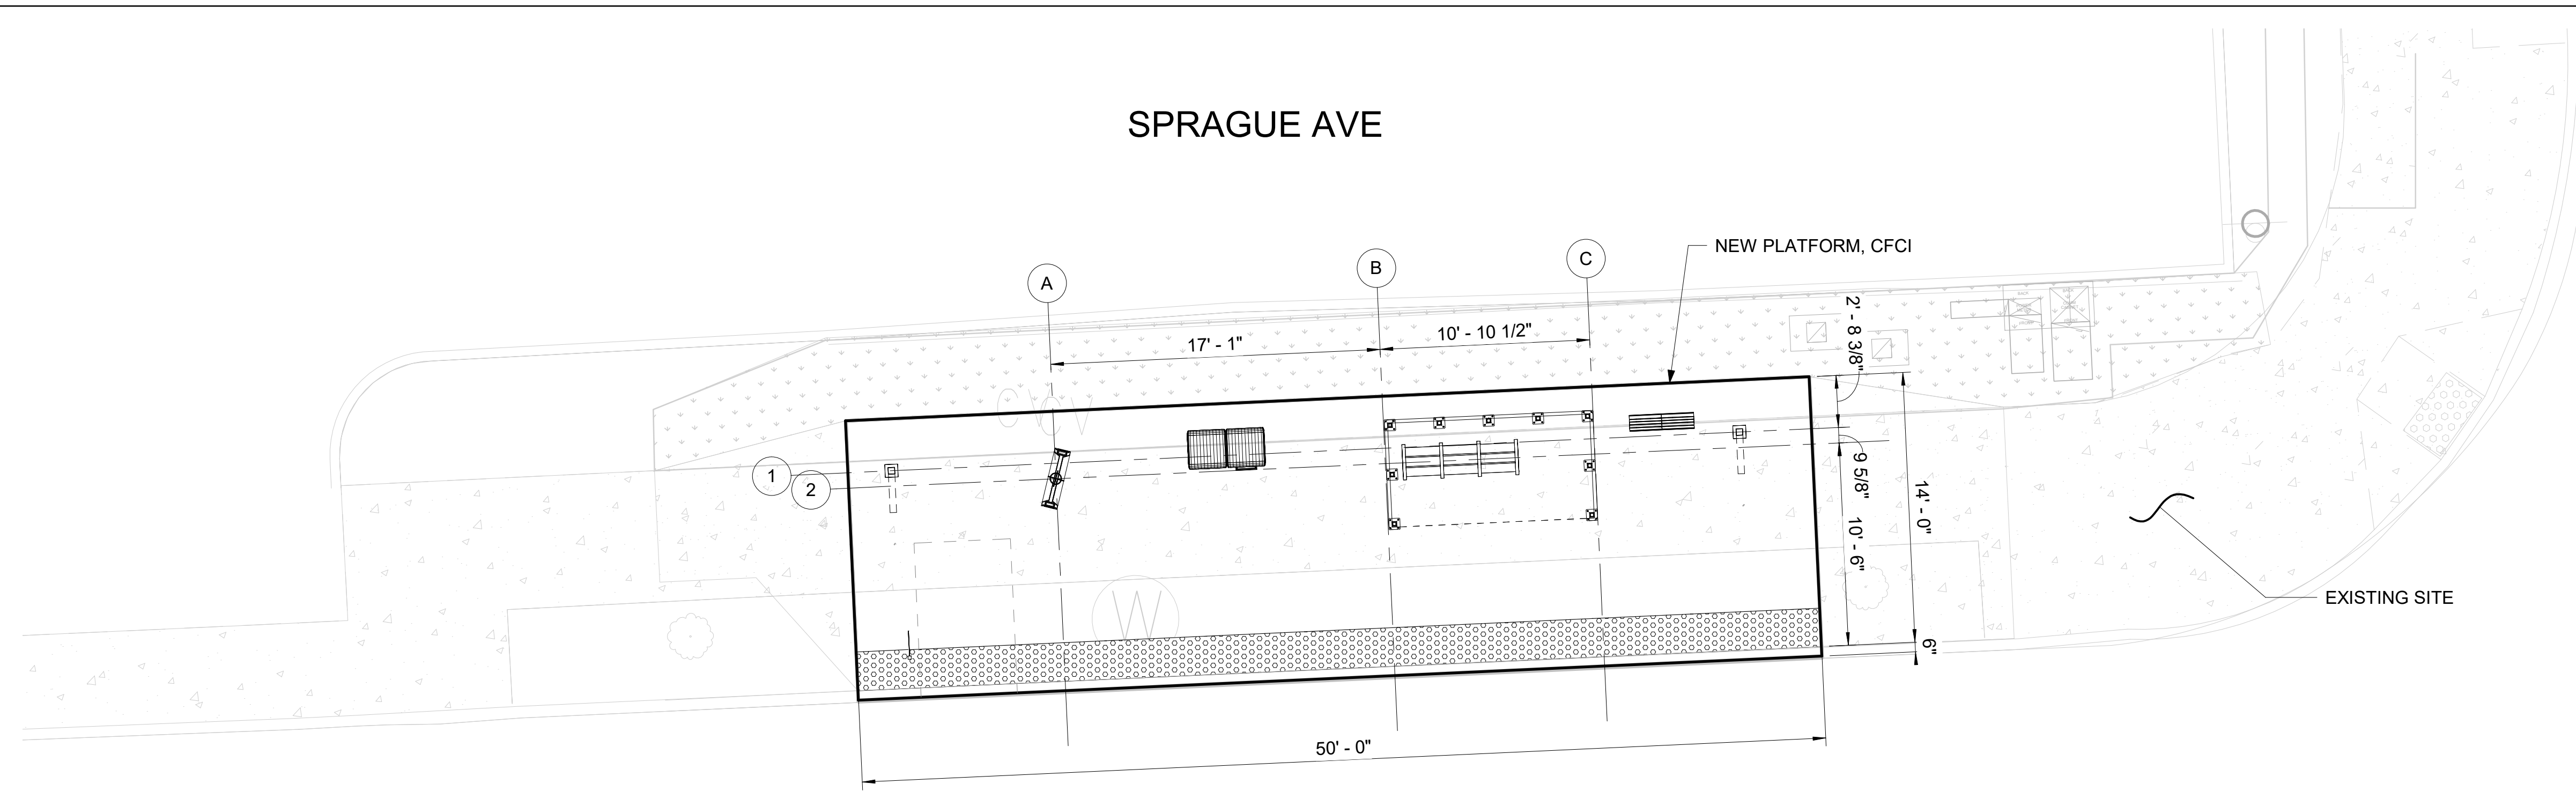 SPRAGUE AVE
NEW PLATFORM, CFCI
A
B
C
17' - 1"
10' - 10 1/2"
2' - 8 3/8"
1
2
9 5/8"
10' - 6"
14' - 0"
6"
EXISTING SITE
W
50' - 0"